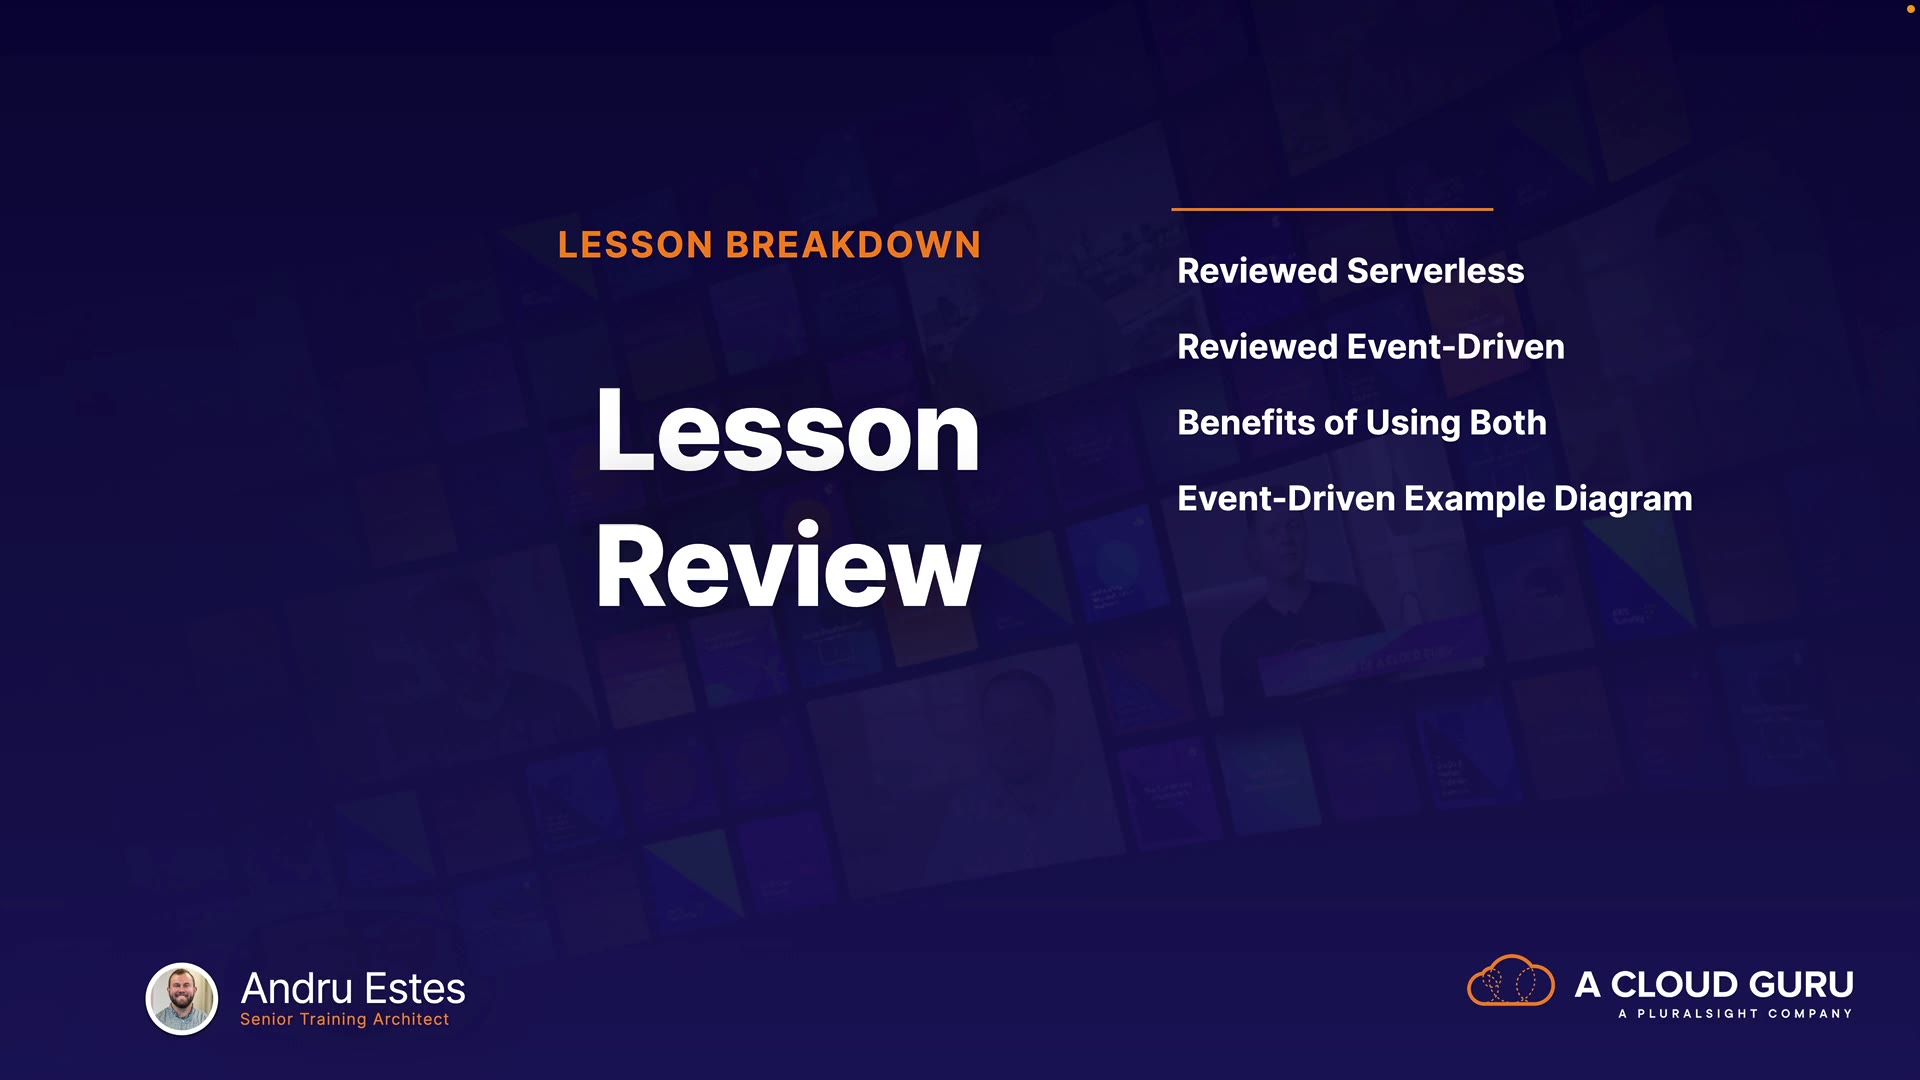 LESSON BREAKDOWN
Lesson
Review
Reviewed Serverless
Reviewed Event-Driven
Benefits of Using Both
Event-Driven Example Diagram
Andru Estes
Senior Training Architect
A CLOUD GURU
A PLURALSIGHT COMPANY